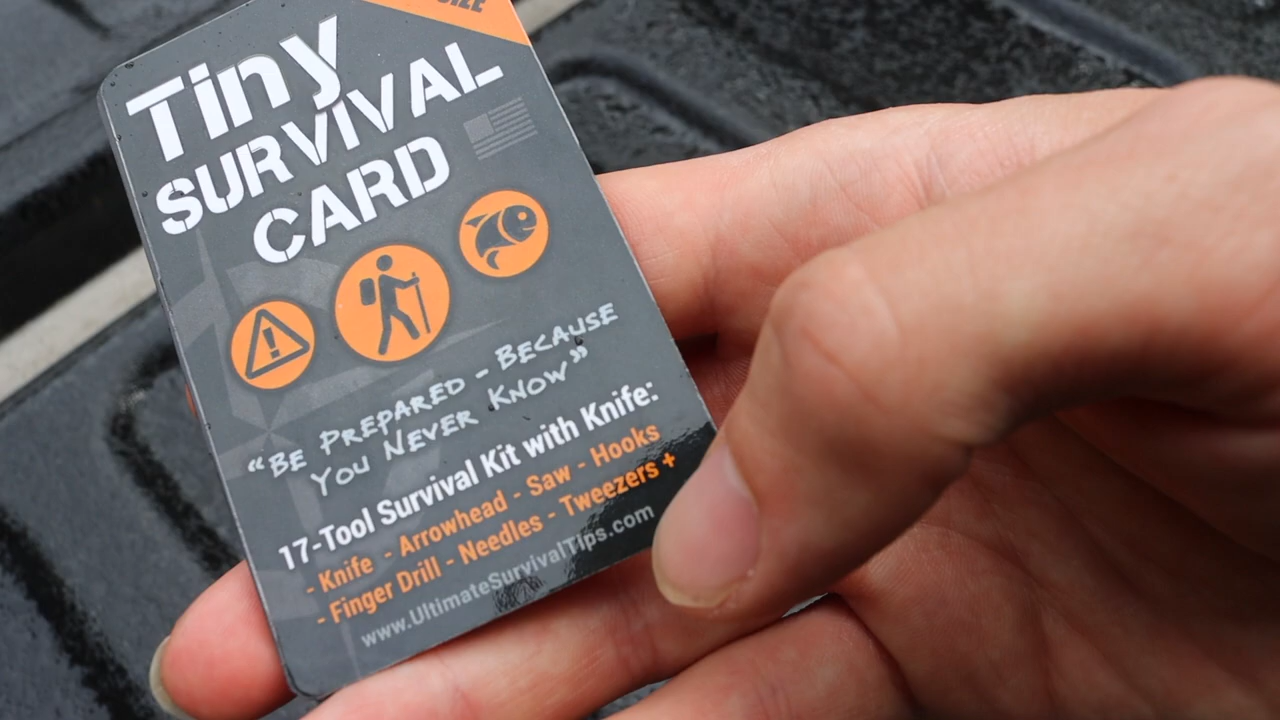 Tiny
SURVIVAL
CARD
“BE PREPARED - BECAUSE
YOU NEVER KNOW”
17-Tool Survival Kit with Knife:
- Knife - Arrowhead - Saw - Hooks
- Finger Drill - Needles - Tweezers +
www.UltimateSurvivalTips.com